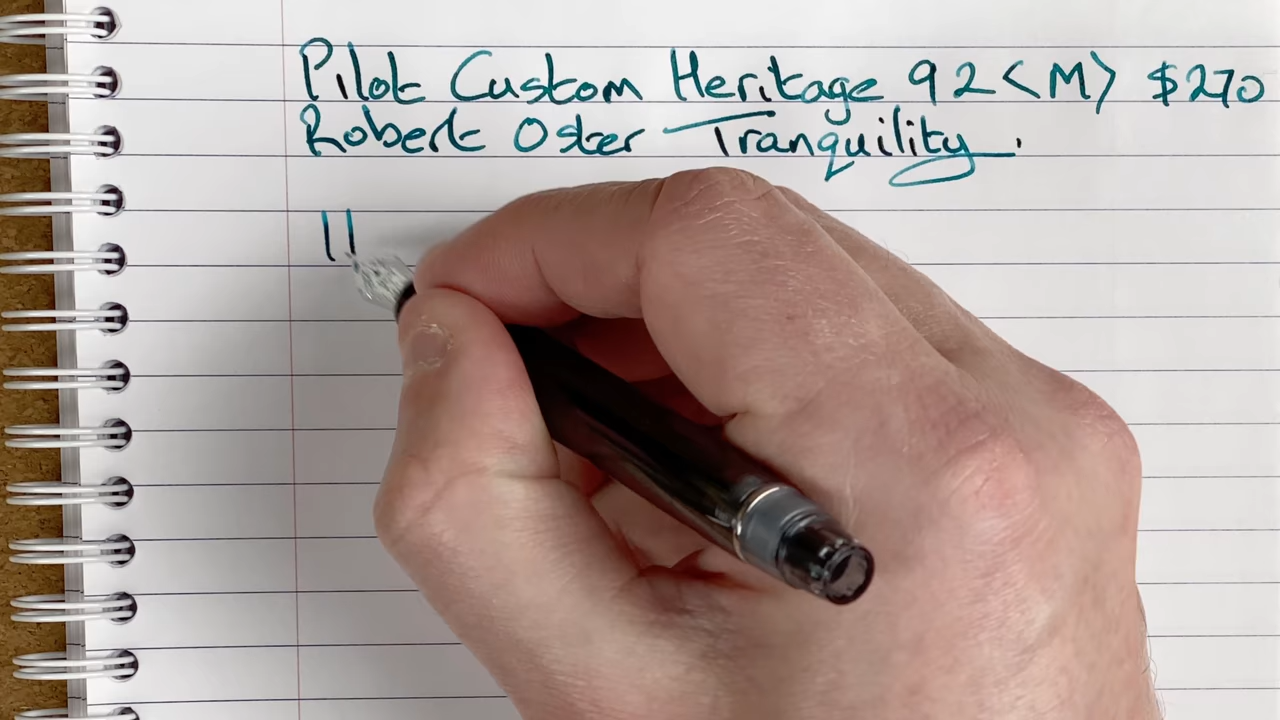 Pilot Custom Heritage 92 <M> $270
Robert Oster Tranquility.